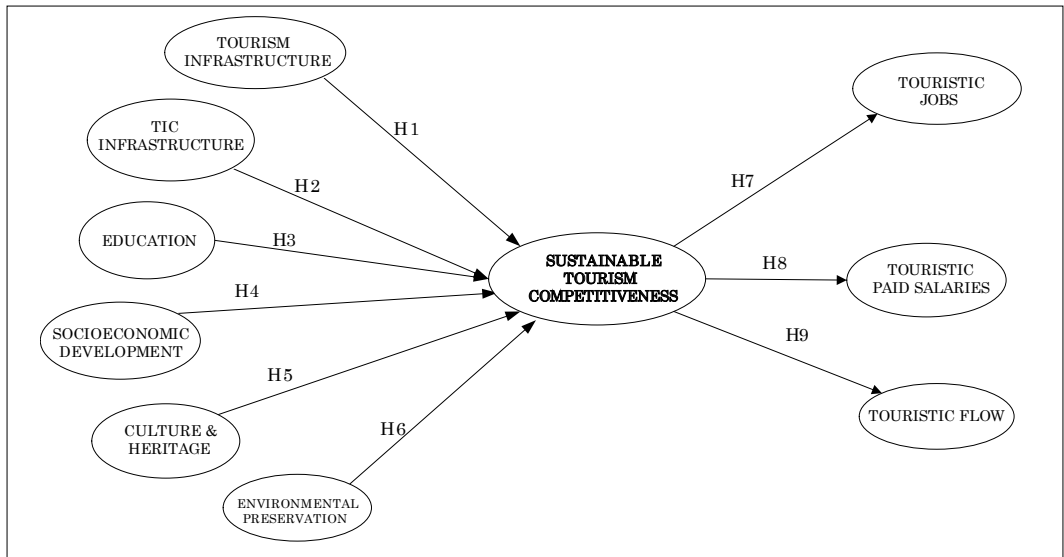 TOURISM
INFRASTRUCTURE
H1
TIC
INFRASTRUCTURE
H2
EDUCATION
H3
SOCIOECONOMIC
DEVELOPMENT
H4
CULTURE &
HERITAGE
H5
ENVIRONMENTAL
PRESERVATION
H6
SUSTAINABLE
TOURISM
COMPETITIVENESS
H7
TOURISTIC
JOBS
H8
TOURISTIC
PAID SALARIES
H9
TOURISTIC FLOW